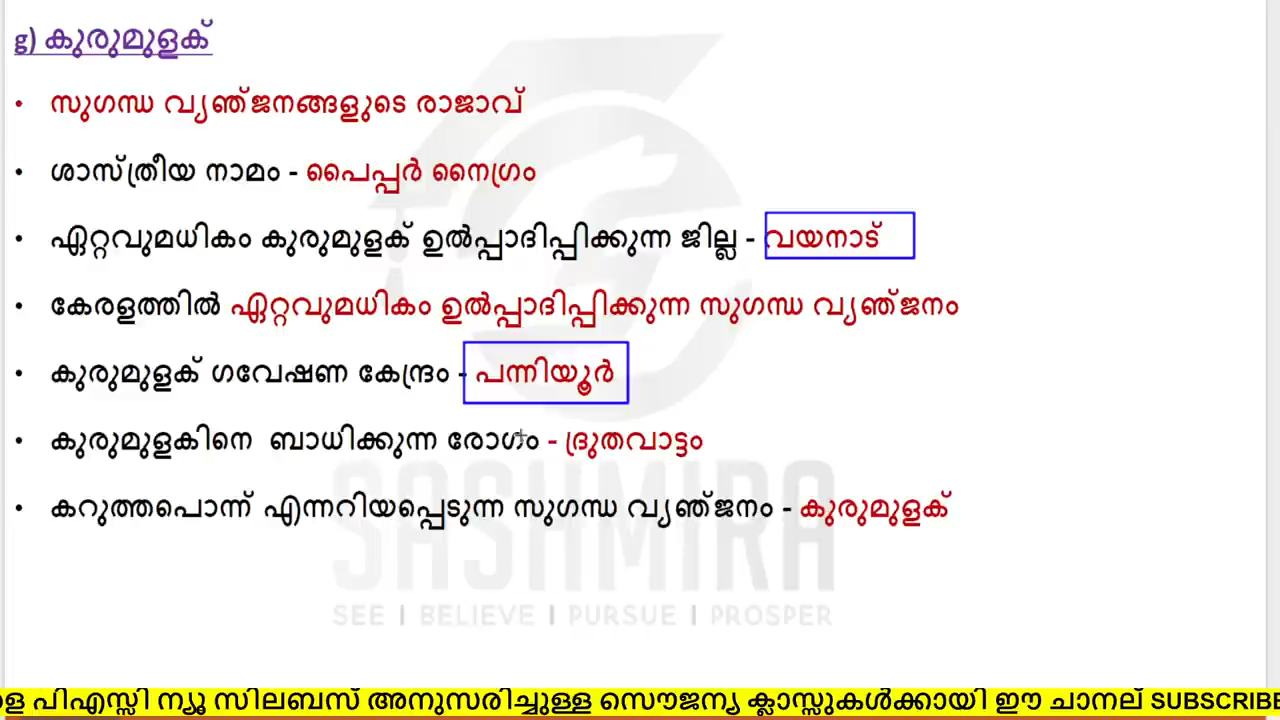 g) കുരുമുളക്
• സുഗന്ധ വ്യഞ്ജനങ്ങളുടെ രാജാവ്
• ശാസ്ത്രീയ നാമം - പൈപ്പർ നൈഗ്രം
• ഏറ്റവുമധികം കുരുമുളക് ഉൽപ്പാദിപ്പിക്കുന്ന ജില്ല - വയനാട്
• കേരളത്തിൽ ഏറ്റവുമധികം ഉൽപ്പാദിപ്പിക്കുന്ന സുഗന്ധ വ്യഞ്ജനം
• കുരുമുളക് ഗവേഷണ കേന്ദ്രം - പന്നിയൂർ
• കുരുമുളകിനെ ബാധിക്കുന്ന രോഗം - ദ്രുതവാട്ടം
• കറുത്തപൊന്ന് എന്നറിയപ്പെടുന്ന സുഗന്ധ വ്യഞ്ജനം - കുരുമുളക്
SASHMIRA
SEE | BELIEVE | PURSUE | PROSPER
പിഎസ്സി ന്യൂ സിലബസ് അനുസരിച്ചുള്ള സൌജന്യ ക്ലാസ്സുകൾക്കായി ഈ ചാനല് SUBSCRIBE